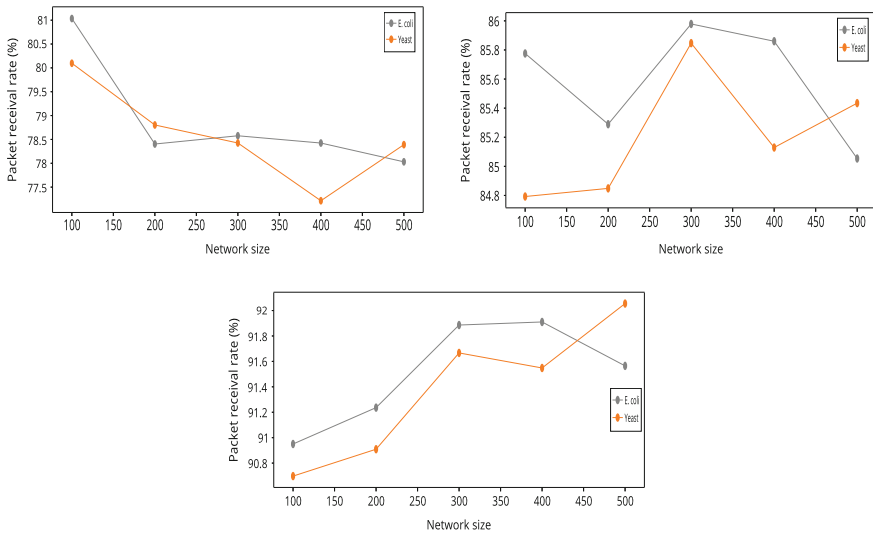 Packet receival rate (%)
81
80.5
80
79.5
79
78.5
78
77.5
E. coli
Yeast
100 150 200 250 300 350 400 450 500
Network size
Packet receival rate (%)
86
85.8
85.6
85.4
85.2
85
84.8
E. coli
Yeast
100 150 200 250 300 350 400 450 500
Network size
Packet receival rate (%)
92
91.8
91.6
91.4
91.2
91
90.8
E. coli
Yeast
100 150 200 250 300 350 400 450 500
Network size